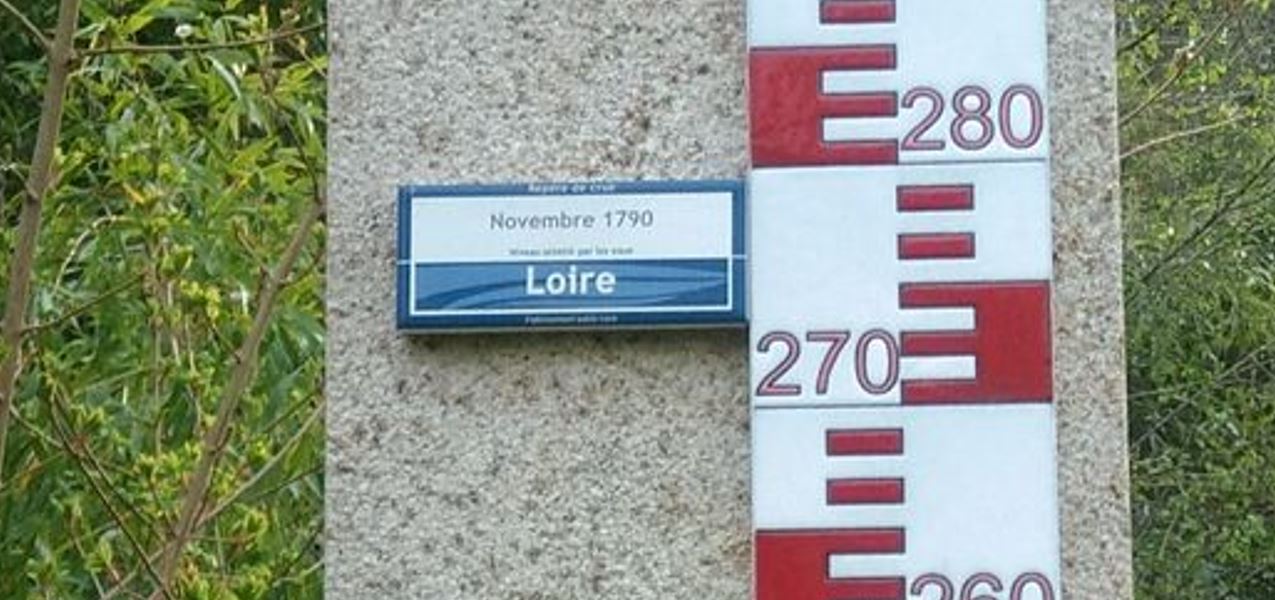 280
Repère de crue
Novembre 1790
Niveau atteint par les eaux
Loire
270
260